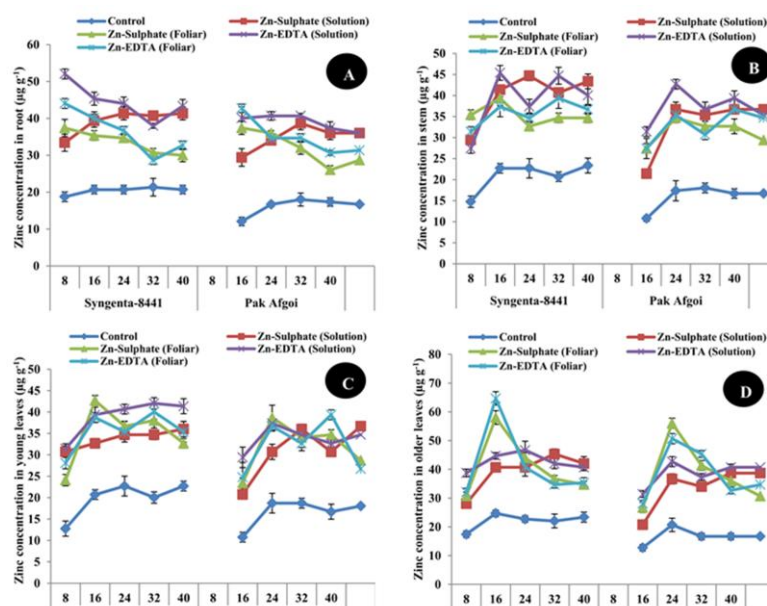 Control
Zn-Sulphate (Solution)
Zn-Sulphate (Foliar)
Zn-EDTA (Solution)
Zn-EDTA (Foliar)
A
Zinc concentration in root (µg g⁻¹)
60
50
40
30
20
10
0
8 16 24 32 40 8 16 24 32 40
Syngenta-8441 Pak Afgoi
Control
Zn-Sulphate (Solution)
Zn-Sulphate (Foliar)
Zn-EDTA (Solution)
Zn-EDTA (Foliar)
B
Zinc concentration in stem (µg g⁻¹)
50
45
40
35
30
25
20
15
10
5
0
8 16 24 32 40 8 16 24 32 40
Syngenta-8441 Pak Afgoi
Control
Zn-Sulphate (Solution)
Zn-Sulphate (Foliar)
Zn-EDTA (Solution)
Zn-EDTA (Foliar)
C
Zinc concentration in young leaves (µg g⁻¹)
50
45
40
35
30
25
20
15
10
5
0
8 16 24 32 40 8 16 24 32 40
Control
Zn-Sulphate (Solution)
Zn-Sulphate (Foliar)
Zn-EDTA (Solution)
Zn-EDTA (Foliar)
D
Zinc concentration in older leaves (µg g⁻¹)
80
70
60
50
40
30
20
10
0
8 16 24 32 40 8 16 24 32 40